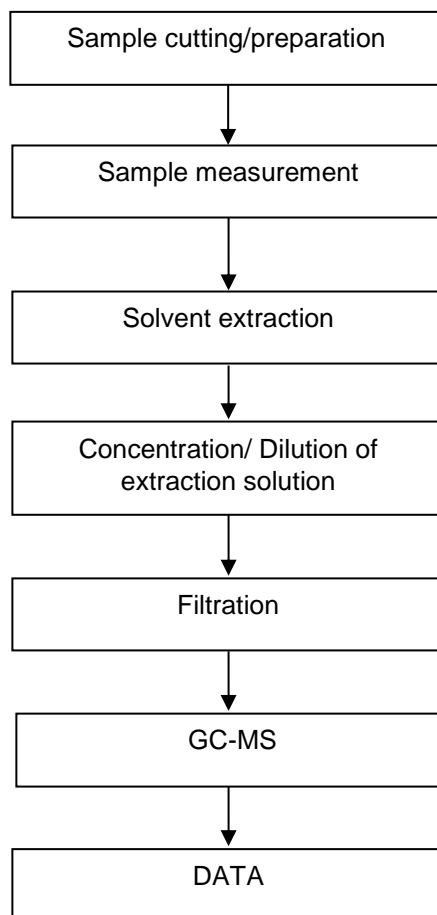 Sample cutting/preparation
Sample measurement
Solvent extraction
Concentration/ Dilution of
extraction solution
Filtration
GC-MS
DATA